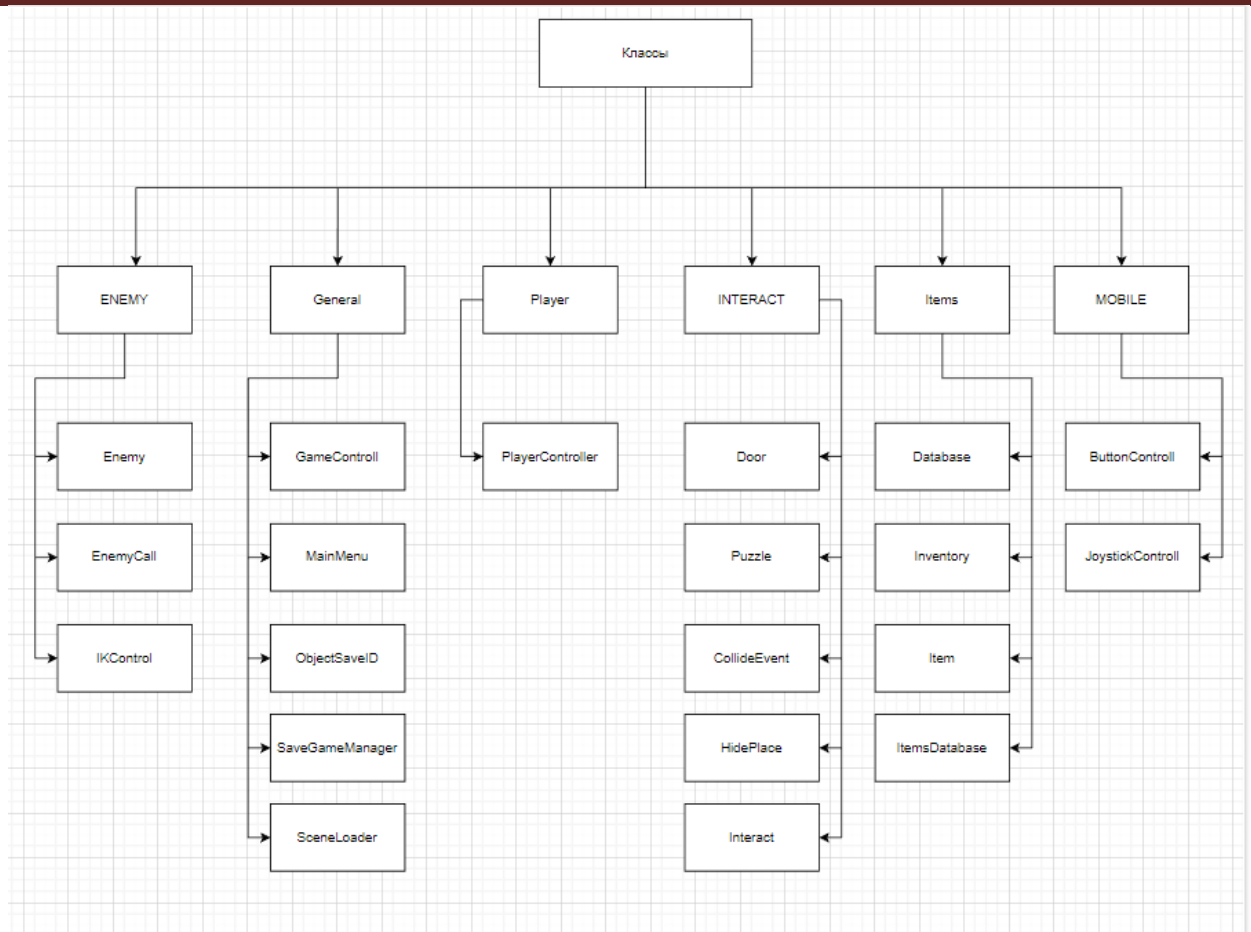 Классы
ENEMY
General
Player
INTERACT
Items
MOBILE
Enemy
GameControll
PlayerController
Door
Database
ButtonControll
EnemyCall
MainMenu
Puzzle
Inventory
JoystickControll
IKControl
ObjectSaveID
CollideEvent
Item
SaveGameManager
HidePlace
ItemsDatabase
SceneLoader
Interact